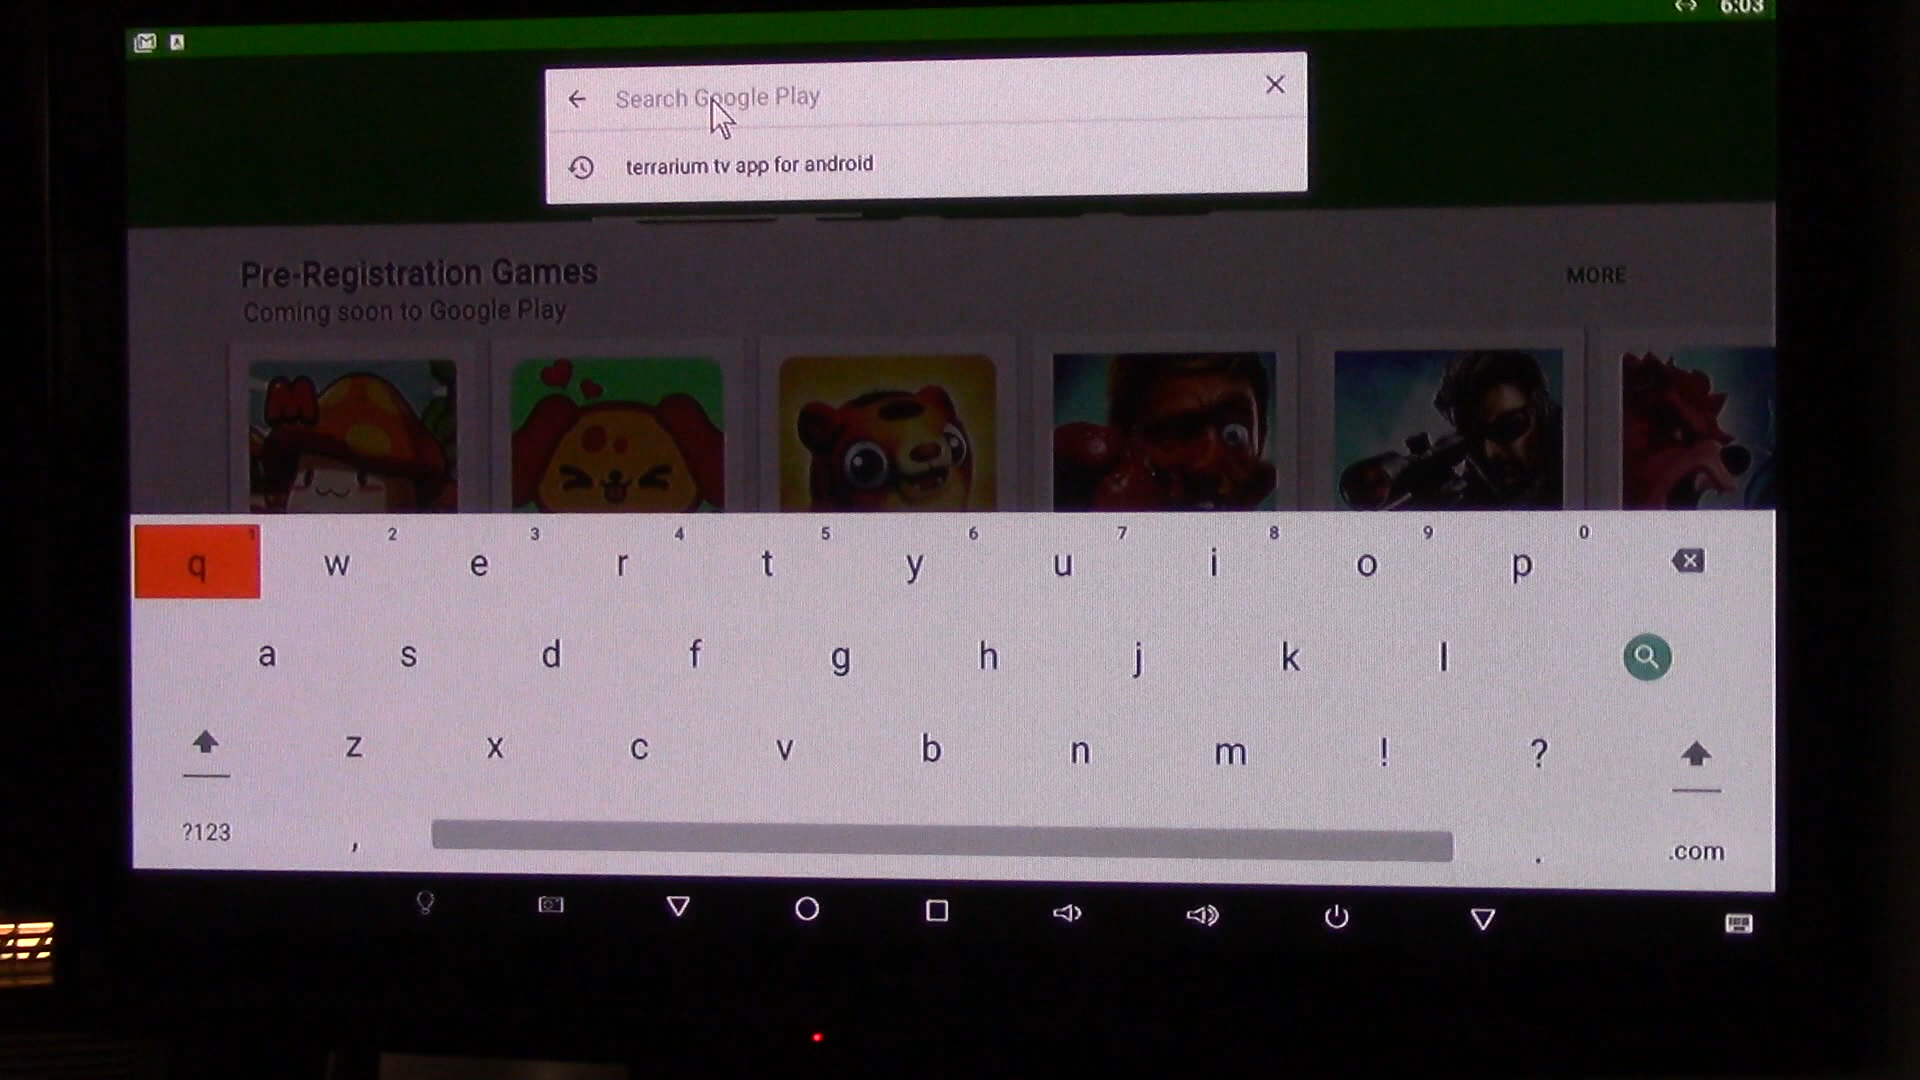 6:03
Search Google Play
terrarium tv app for android
Pre-Registration Games
MORE
Coming soon to Google Play
M
1 2 3 4 5 6 7 8 9 0
q w e r t y u i o p
a s d f g h j k l
z x c v b n m ! ?
?123 , . .com